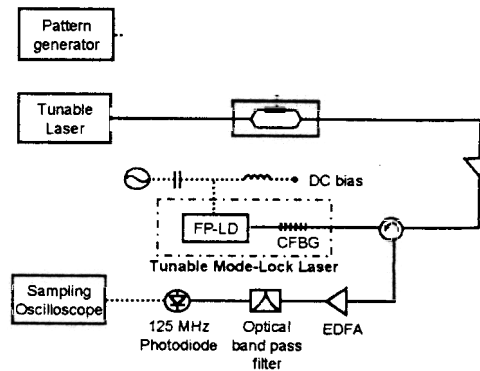 Pattern
generator
Tunable
Laser
DC bias
FP-LD
CFBG
Tunable Mode-Lock Laser
Sampling
Oscilloscope
125 MHz
Photodiode
Optical
band pass
filter
EDFA